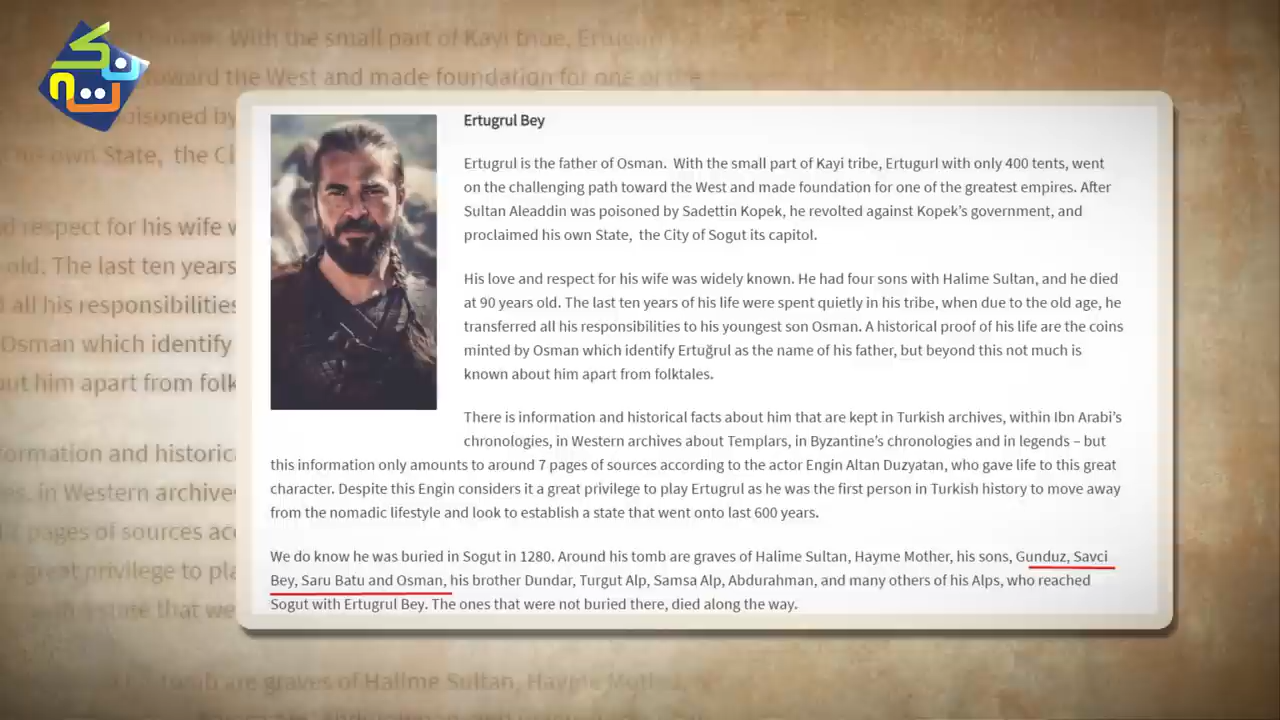 Ertugrul Bey
Ertugrul is the father of Osman.  With the small part of Kayi tribe, Ertugurl with only 400 tents, went
on the challenging path toward the West and made foundation for one of the greatest empires. After
Sultan Aleaddin was poisoned by Sadettin Kopek, he revolted against Kopek’s government, and
proclaimed his own State,  the City of Sogut its capitol.
His love and respect for his wife was widely known. He had four sons with Halime Sultan, and he died
at 90 years old. The last ten years of his life were spent quietly in his tribe, when due to the old age, he
transferred all his responsibilities to his youngest son Osman. A historical proof of his life are the coins
minted by Osman which identify Ertuğrul as the name of his father, but beyond this not much is
known about him apart from folktales.
There is information and historical facts about him that are kept in Turkish archives, within Ibn Arabi’s
chronologies, in Western archives about Templars, in Byzantine’s chronologies and in legends – but
this information only amounts to around 7 pages of sources according to the actor Engin Altan Duzyatan, who gave life to this great
character. Despite this Engin considers it a great privilege to play Ertugrul as he was the first person in Turkish history to move away
from the nomadic lifestyle and look to establish a state that went onto last 600 years.
We do know he was buried in Sogut in 1280. Around his tomb are graves of Halime Sultan, Hayme Mother, his sons, Gunduz, Savci
Bey, Saru Batu and Osman, his brother Dundar, Turgut Alp, Samsa Alp, Abdurahman, and many others of his Alps, who reached
Sogut with Ertugrul Bey. The ones that were not buried there, died along the way.